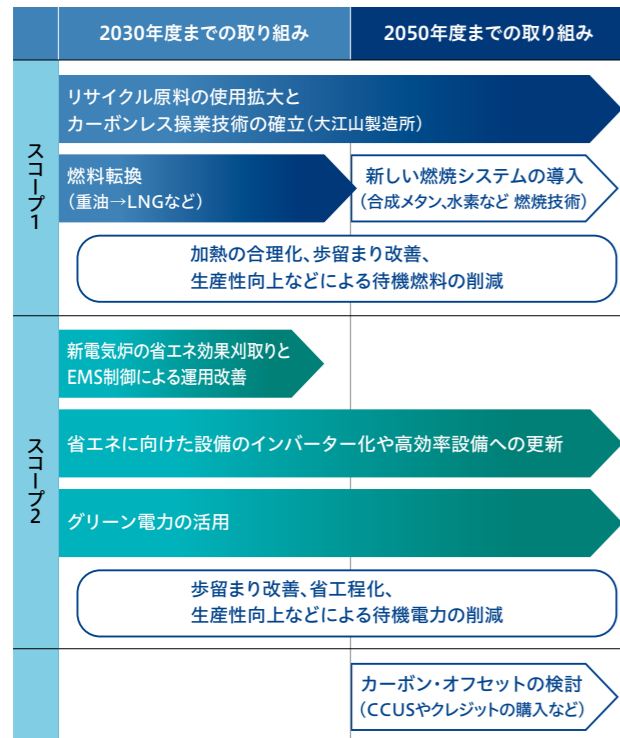 2030年度までの取り組み
2050年度までの取り組み
スコープ1
リサイクル原料の使用拡大と
カーボンレス操業技術の確立（大江山製造所）
燃料転換
（重油→LNGなど）
新しい燃焼システムの導入
（合成メタン、水素など 燃焼技術）
加熱の合理化、歩留まり改善、
生産性向上などによる待機燃料の削減
スコープ2
新電気炉の省エネ効果刈取りと
EMS制御による運用改善
省エネに向けた設備のインバーター化や高効率設備への更新
グリーン電力の活用
歩留まり改善、省工程化、
生産性向上などによる待機電力の削減
カーボン・オフセットの検討
（CCUSやクレジットの購入など）